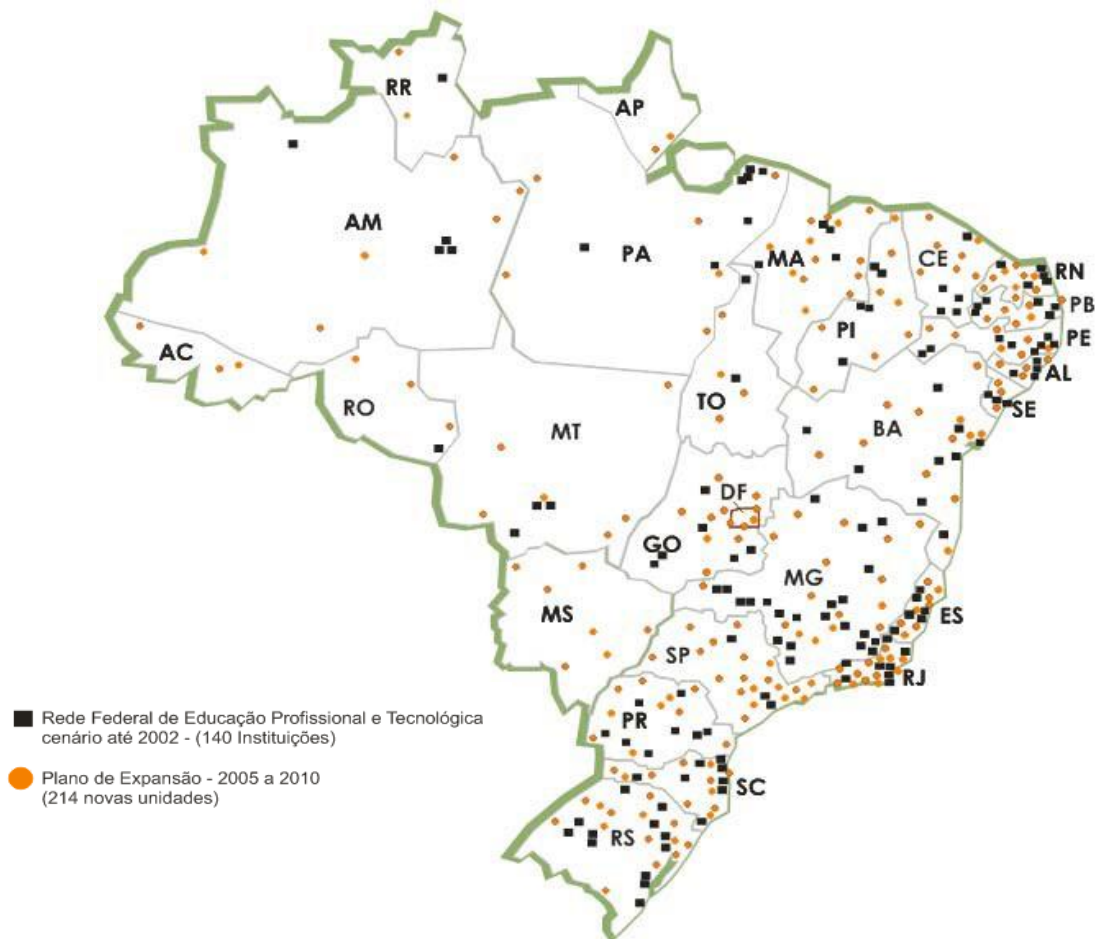 RR
AP
AM
PA
MA
CE
RN
PB
PI
PE
AC
AL
TO
SE
RO
BA
MT
DF
GO
MG
MS
ES
SP
RJ
PR
SC
RS
Rede Federal de Educação Profissional e Tecnológica
cenário até 2002 - (140 Instituições)
Plano de Expansão - 2005 a 2010
(214 novas unidades)